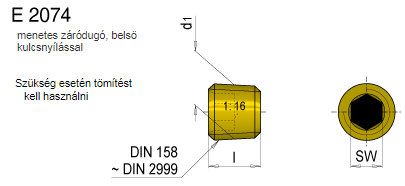 E 2074
menetes záródugó, belső
kulcsnyílással
Szükség esetén tömítést
kell használni
d1
1: 16
DIN 158
~ DIN 2999
l
SW